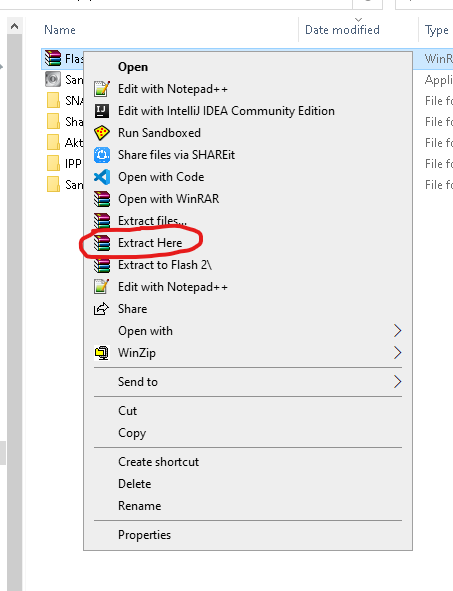 Name Date modified Type
Flas WinR
Open
San Appli
Edit with Notepad++
SNA File fo
Edit with IntelliJ IDEA Community Edition
Sha File fo
Run Sandboxed
Akt File fo
Share files via SHAREit
IPP File fo
Open with Code
San File fo
Open with WinRAR
Extract files...
Extract Here
Extract to Flash 2\
Edit with Notepad++
Share
Open with
WinZip
Send to
Cut
Copy
Create shortcut
Delete
Rename
Properties